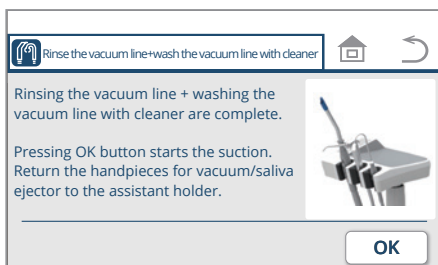 Rinse the vacuum line+wash the vacuum line with cleaner
Rinsing the vacuum line + washing the
vacuum line with cleaner are complete.
Pressing OK button starts the suction.
Return the handpieces for vacuum/saliva
ejector to the assistant holder.
OK